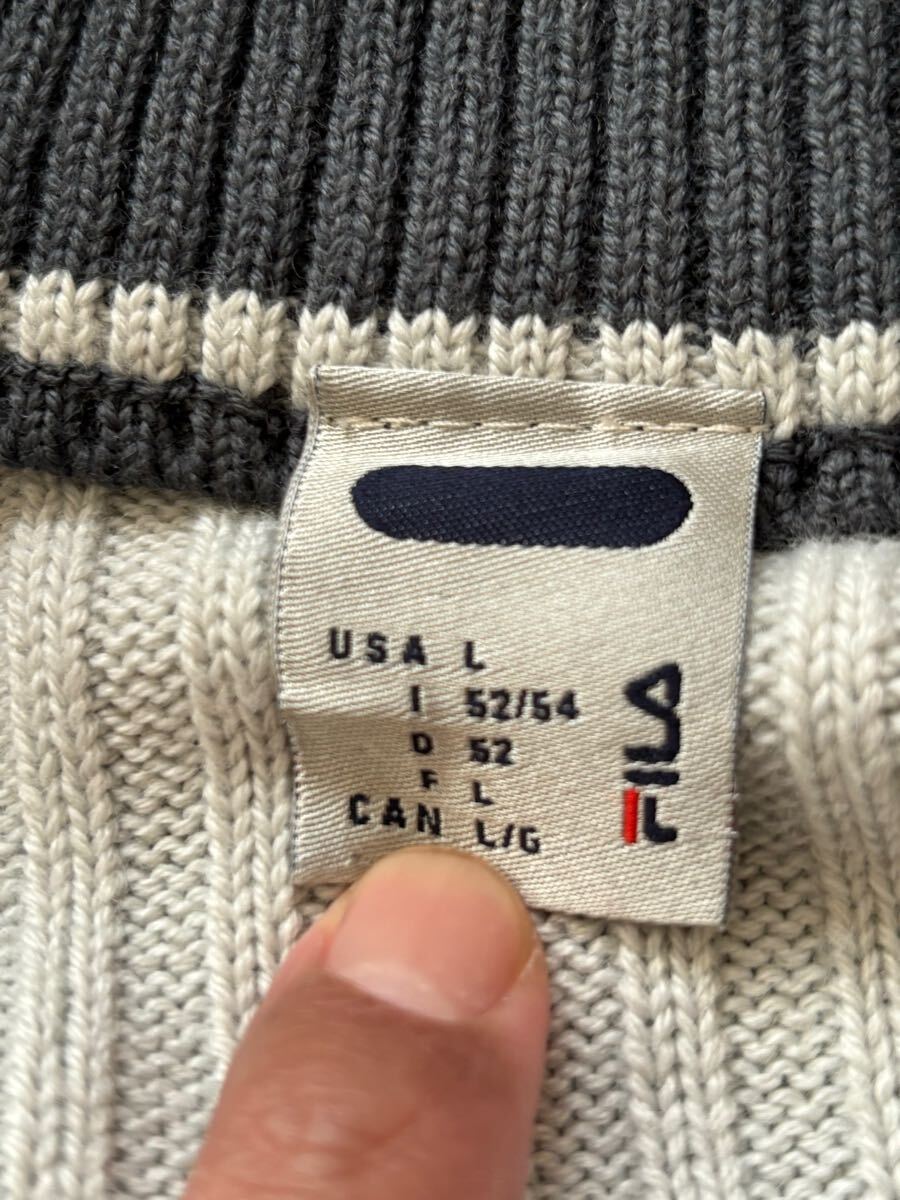 USA L
I 52/54
D 52
F L
CAN L/G
FILA